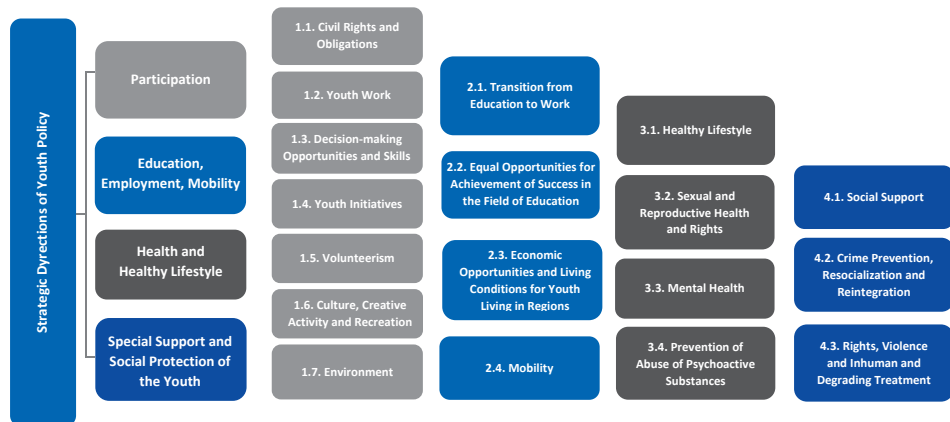 Strategic Dyrections of Youth Policy
Participation
Education,
Employment, Mobility
Health and
Healthy Lifestyle
Special Support and
Social Protection of
the Youth
1.1. Civil Rights and
Obligations
1.2. Youth Work
1.3. Decision-making
Opportunities and Skills
1.4. Youth Initiatives
1.5. Volunteerism
1.6. Culture, Creative
Activity and Recreation
1.7. Environment
2.1. Transition from
Education to Work
2.2. Equal Opportunities for
Achievement of Success in
the Field of Education
2.3. Economic
Opportunities and Living
Conditions for Youth
Living in Regions
2.4. Mobility
3.1. Healthy Lifestyle
3.2. Sexual and
Reproductive Health
and Rights
3.3. Mental Health
3.4. Prevention of
Abuse of Psychoactive
Substances
4.1. Social Support
4.2. Crime Prevention,
Resocialization and
Reintegration
4.3. Rights, Violence
and Inhuman and
Degrading Treatment